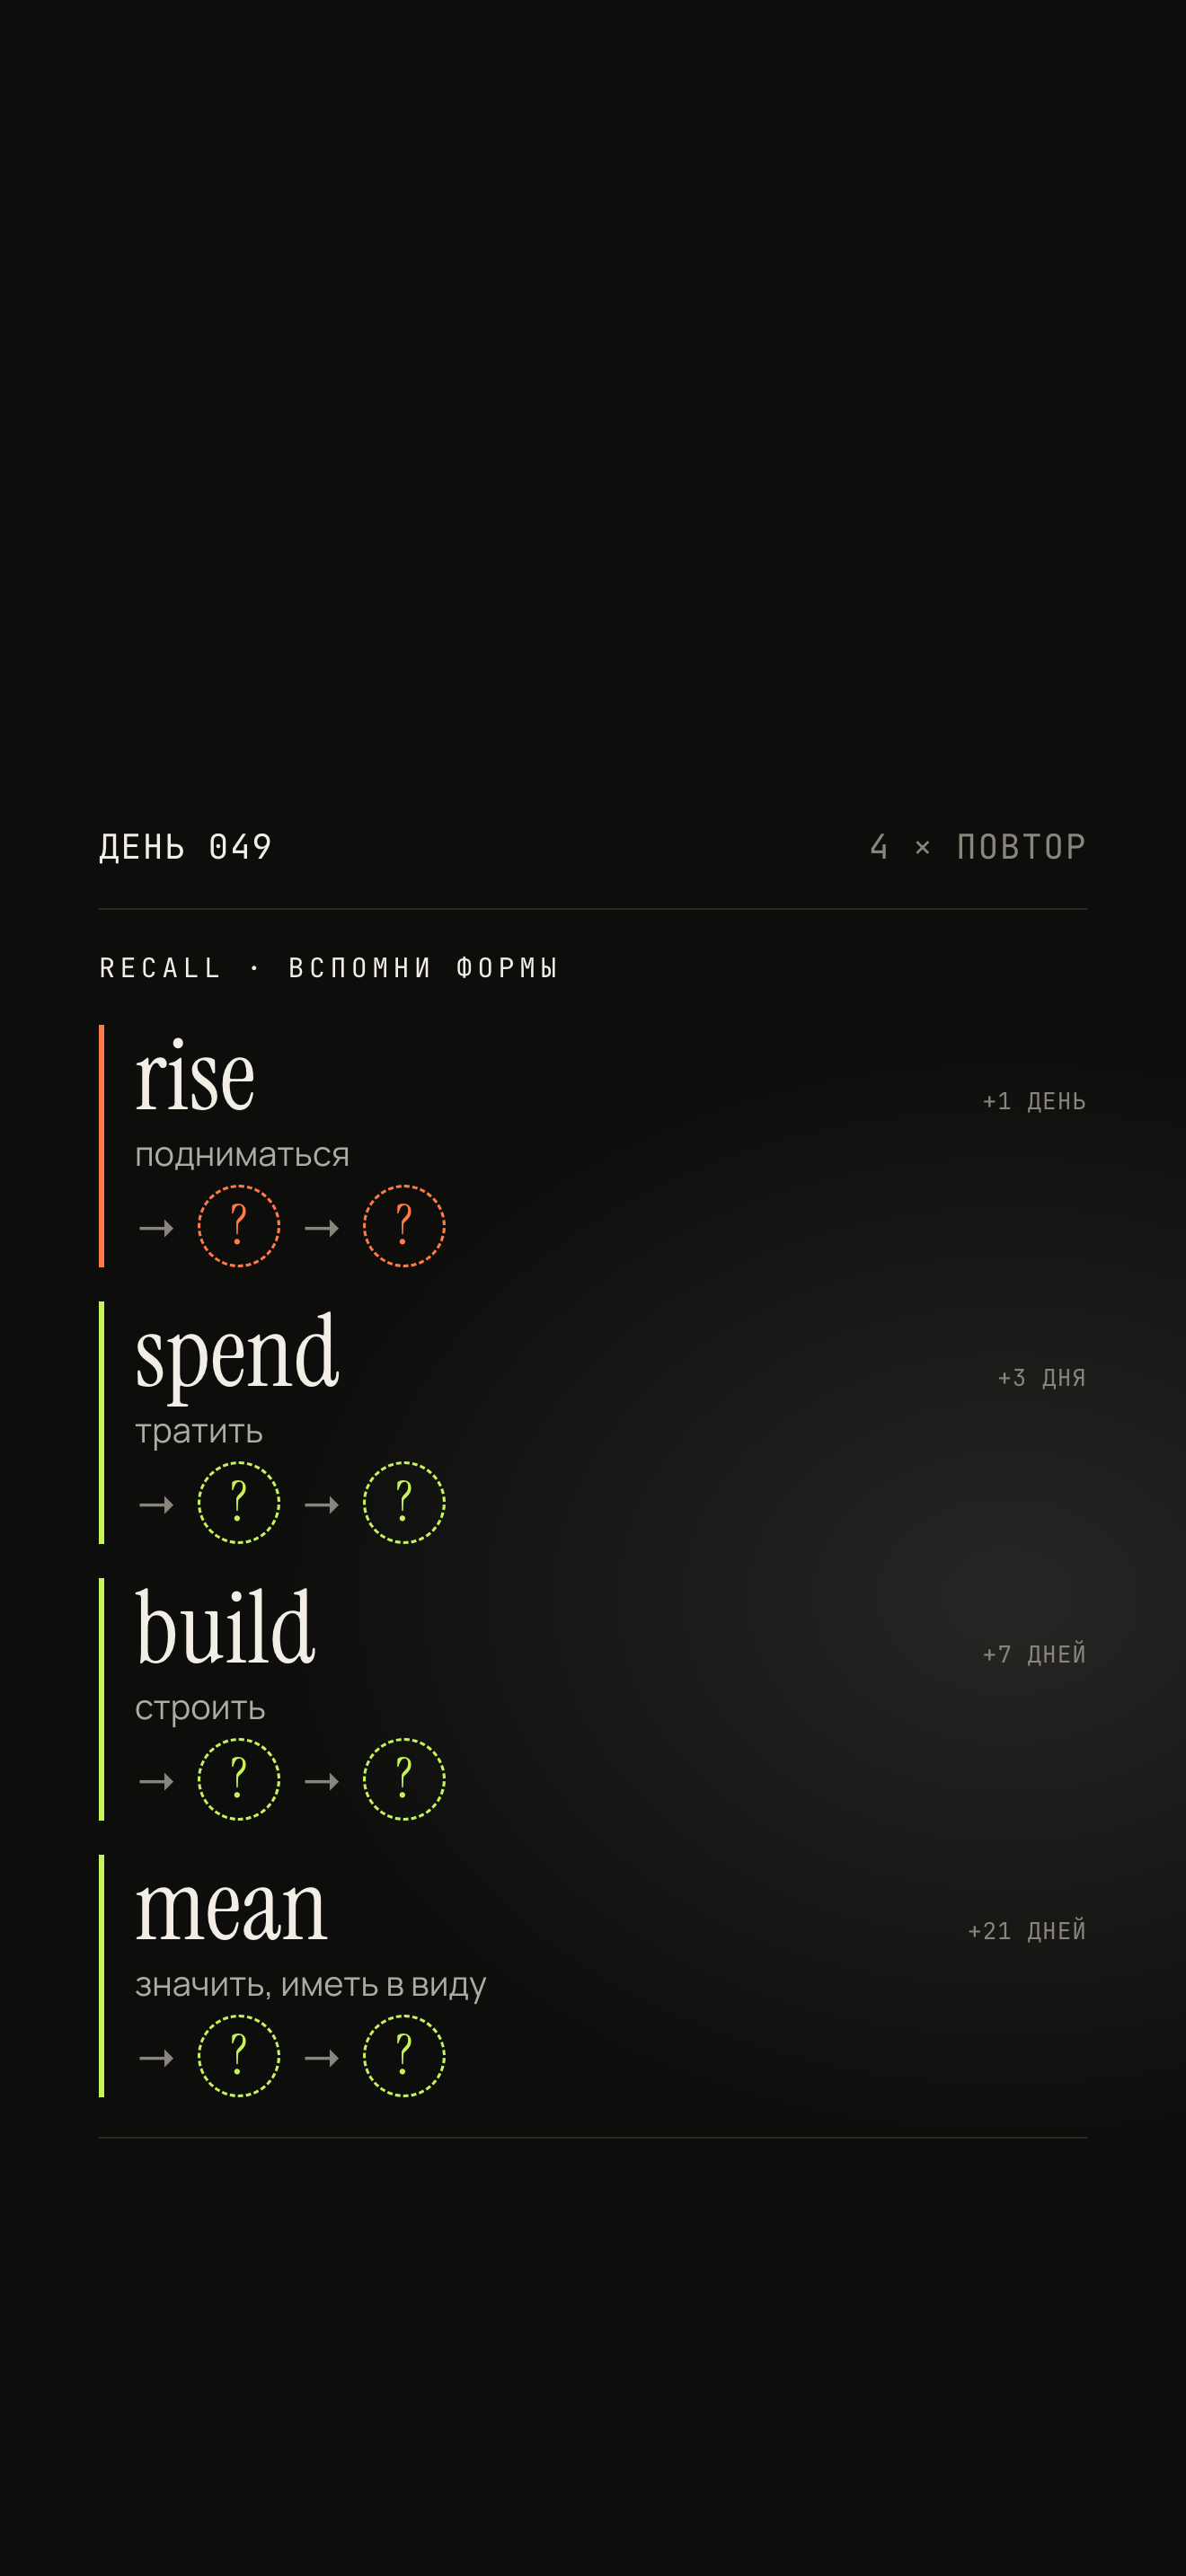 ДЕНЬ 049
4 × ПОВТОР
RECALL · ВСПОМНИ ФОРМЫ
rise
+1 ДЕНЬ
подниматься
→ ? → ?
spend
+3 ДНЯ
тратить
→ ? → ?
build
+7 ДНЕЙ
строить
→ ? → ?
mean
+21 ДНЕЙ
значить, иметь в виду
→ ? → ?